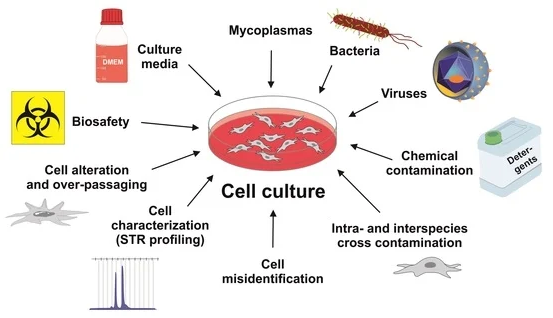 Mycoplasmas
Culture
media
DMEM
Bacteria
Viruses
Biosafety
Chemical
contamination
Deter-
gents
Cell alteration
and over-passaging
Cell culture
Cell
characterization
(STR profiling)
Intra- and interspecies
cross contamination
Cell
misidentification